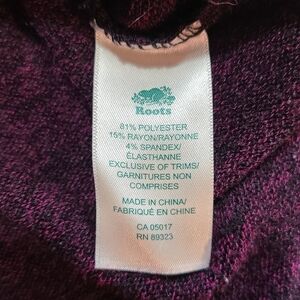 Roots
81% POLYESTER
15% RAYON/RAYONNE
4% SPANDEX/
ÉLASTHANNE
EXCLUSIVE OF TRIMS/
GARNITURES NON
COMPRISES
MADE IN CHINA/
FABRIQUÉ EN CHINE
CA 05017
RN 89323